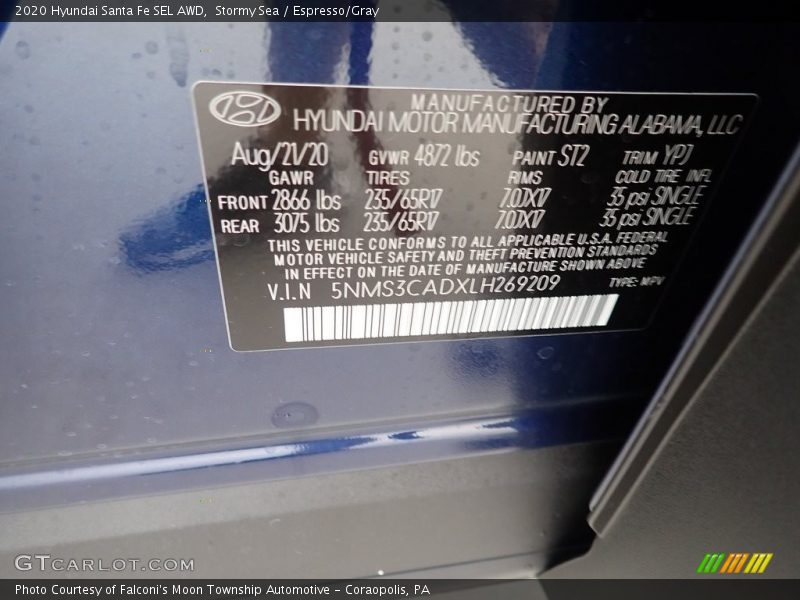 2020 Hyundai Santa Fe SEL AWD, Stormy Sea / Espresso/Gray
MANUFACTURED BY
HYUNDAI MOTOR MANUFACTURING ALABAMA, LLC
Aug/21/20 GVWR 4872 lbs PAINT ST2 TRIM YPJ
GAWR TIRES RIMS COLD TIRE INFL
FRONT 2866 lbs 235/65R17 7.0JX17 35 psi SINGLE
REAR 3075 lbs 235/65R17 7.0JX17 35 psi SINGLE
THIS VEHICLE CONFORMS TO ALL APPLICABLE U.S.A. FEDERAL
MOTOR VEHICLE SAFETY AND THEFT PREVENTION STANDARDS
IN EFFECT ON THE DATE OF MANUFACTURE SHOWN ABOVE
V.I.N 5NMS3CADXLH269209 TYPE: MPV
GTCARLOT.COM
Photo Courtesy of Falconi's Moon Township Automotive - Coraopolis, PA